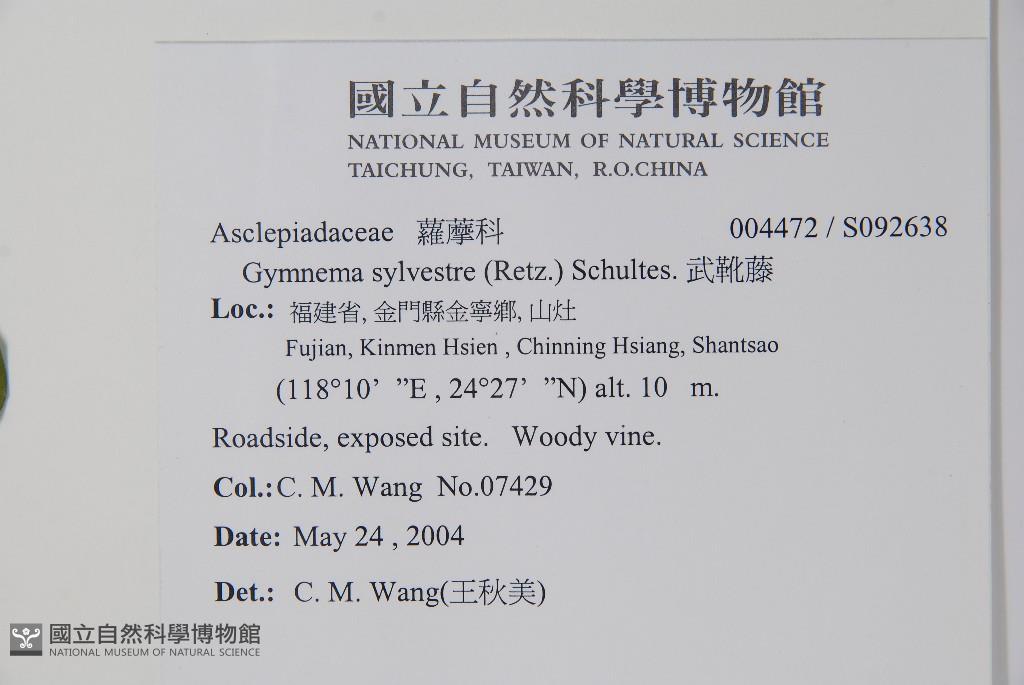 國立自然科學博物館
NATIONAL MUSEUM OF NATURAL SCIENCE
TAICHUNG, TAIWAN, R.O.CHINA
Asclepiadaceae 蘿藦科 004472 / S092638
Gymnema sylvestre (Retz.) Schultes. 武靴藤
Loc.: 福建省, 金門縣金寧鄉, 山灶
Fujian, Kinmen Hsien , Chinning Hsiang, Shantsao
(118°10’ ”E , 24°27’ ”N) alt. 10 m.
Roadside, exposed site. Woody vine.
Col.: C. M. Wang No.07429
Date: May 24 , 2004
Det.: C. M. Wang(王秋美)
國立自然科學博物館
NATIONAL MUSEUM OF NATURAL SCIENCE